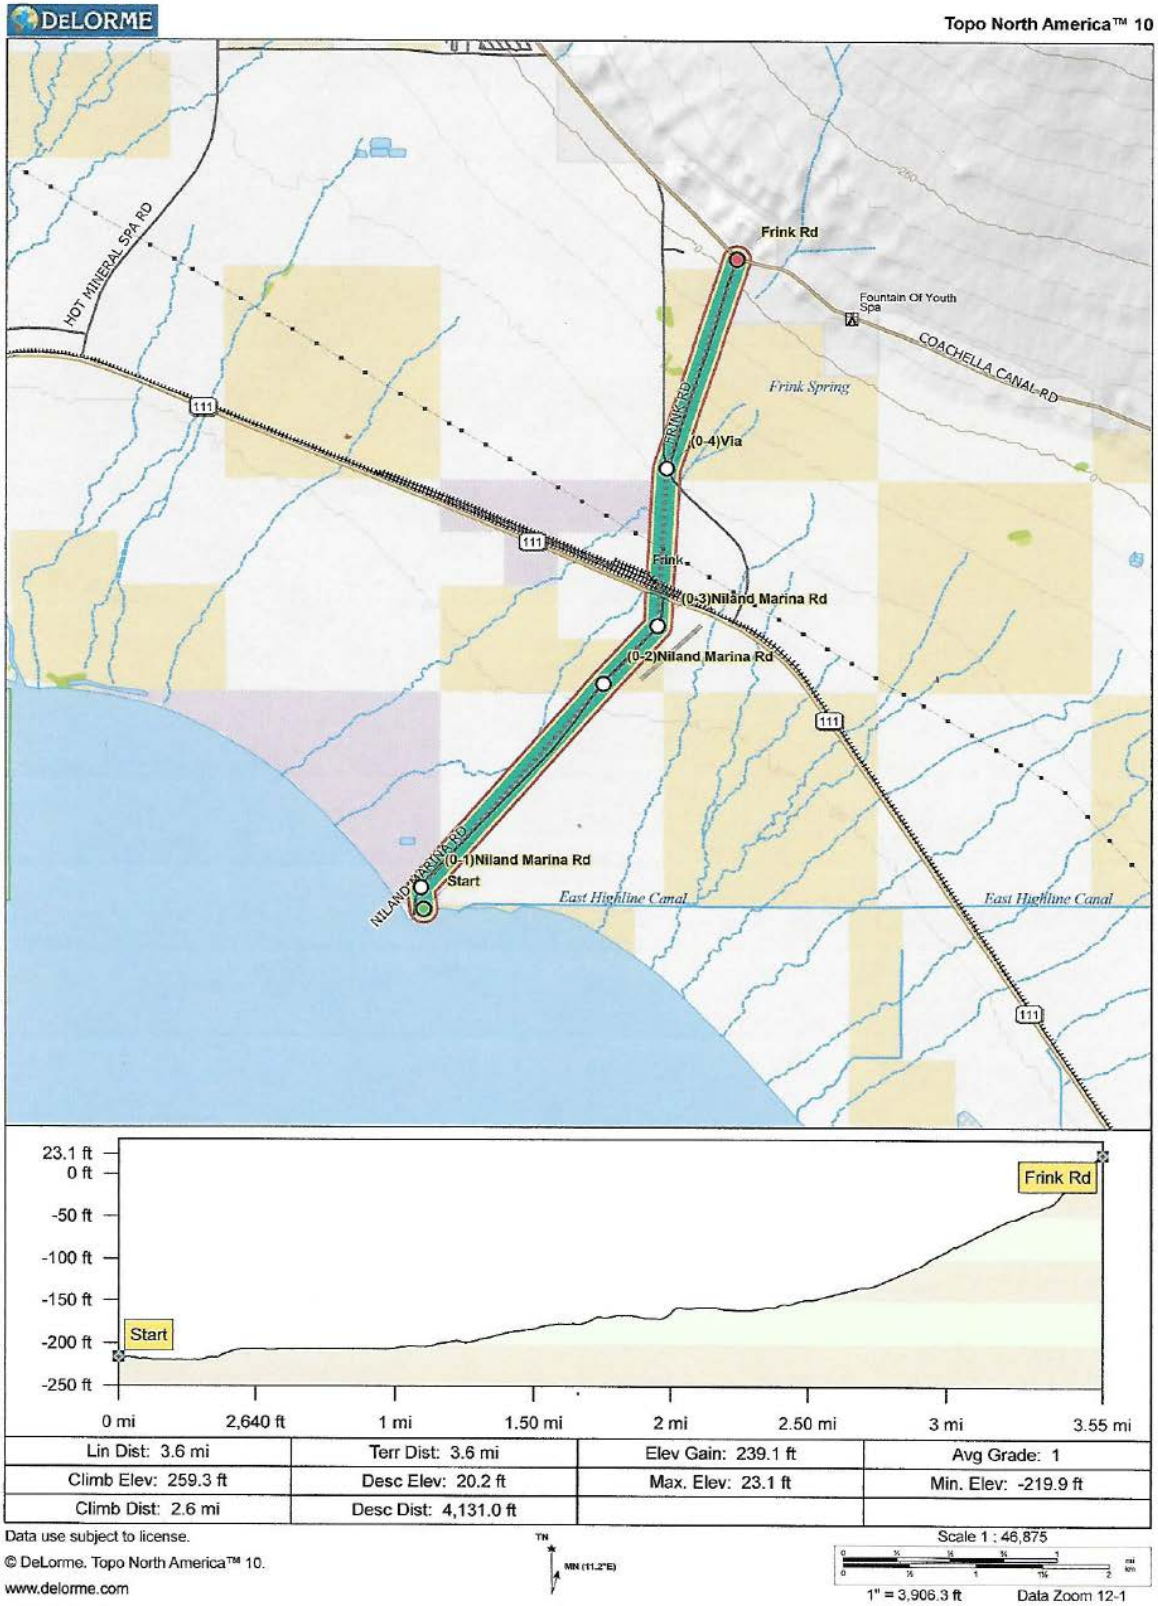 DELORME
Topo North America™ 10
HOT MINERAL SPA RD
Frink Rd
Fountain Of Youth
Spa
COACHELLA CANAL RD
Frink Spring
111
FRINK RD
(0-4)Via
111
Frink
(0-3)Niland Marina Rd
(0-2)Niland Marina Rd
111
NILAND MARINA RD
(0-1)Niland Marina Rd
Start
East Highline Canal
East Highline Canal
111
23.1 ft
0 ft
-50 ft
-100 ft
-150 ft
-200 ft
-250 ft
Frink Rd
Start
0 mi 2,640 ft 1 mi 1.50 mi 2 mi 2.50 mi 3 mi 3.55 mi
Lin Dist: 3.6 mi Terr Dist: 3.6 mi Elev Gain: 239.1 ft Avg Grade: 1
Climb Elev: 259.3 ft Desc Elev: 20.2 ft Max. Elev: 23.1 ft Min. Elev: -219.9 ft
Climb Dist: 2.6 mi Desc Dist: 4,131.0 ft
Data use subject to license.
© DeLorme. Topo North America™ 10.
www.delorme.com
TN
MN (11.2°E)
Scale 1 : 46,875
mi
km
1" = 3,906.3 ft Data Zoom 12-1